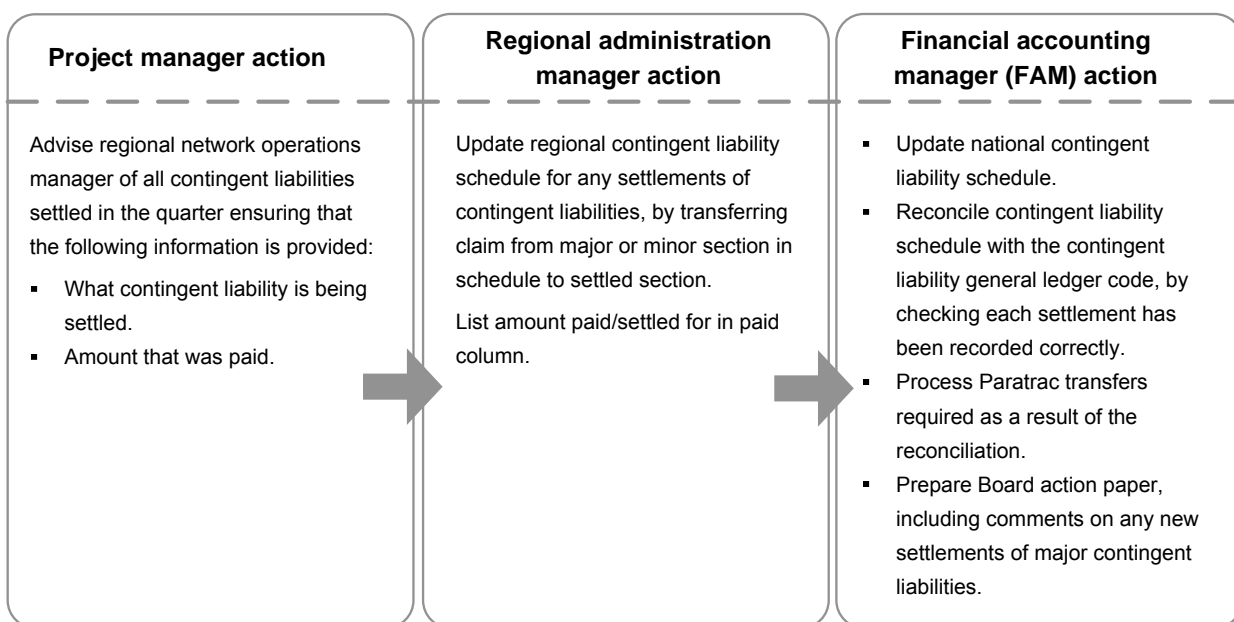 Project manager action
Advise regional network operations
manager of all contingent liabilities
settled in the quarter ensuring that
the following information is provided:
▪ What contingent liability is being
settled.
▪ Amount that was paid.
Regional administration
manager action
Update regional contingent liability
schedule for any settlements of
contingent liabilities, by transferring
claim from major or minor section in
schedule to settled section.
List amount paid/settled for in paid
column.
Financial accounting
manager (FAM) action
▪ Update national contingent
liability schedule.
▪ Reconcile contingent liability
schedule with the contingent
liability general ledger code, by
checking each settlement has
been recorded correctly.
▪ Process Paratrac transfers
required as a result of the
reconciliation.
▪ Prepare Board action paper,
including comments on any new
settlements of major contingent
liabilities.